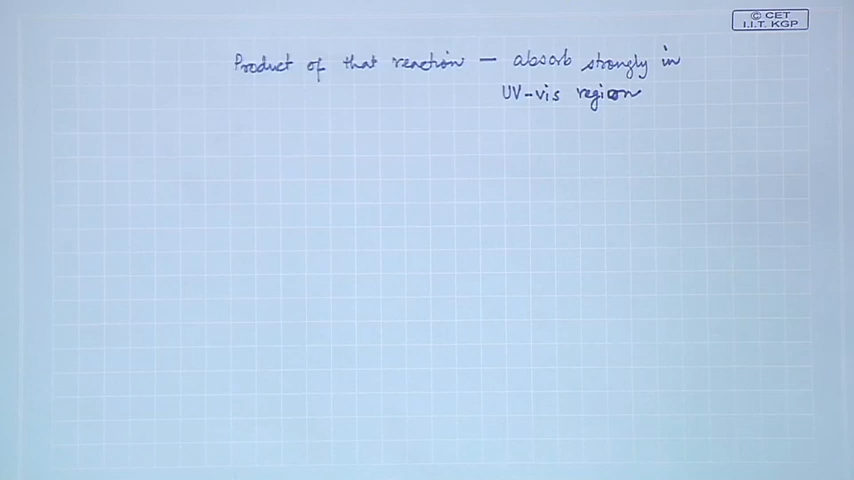 © CET
I.I.T. KGP
Product of that reaction — absorb strongly in
UV-vis region